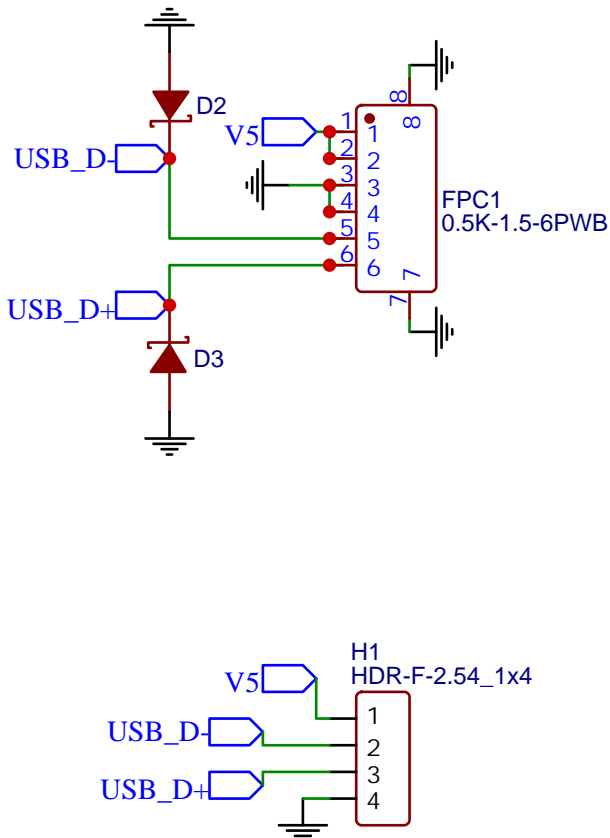 D2
USB_D-
V5
1
2
3
4
5
6
1
2
3
4
5
6
8
8
7
7
FPC1
0.5K-1.5-6PWB
USB_D+
D3
H1
HDR-F-2.54_1x4
V5
USB_D-
USB_D+
1
2
3
4